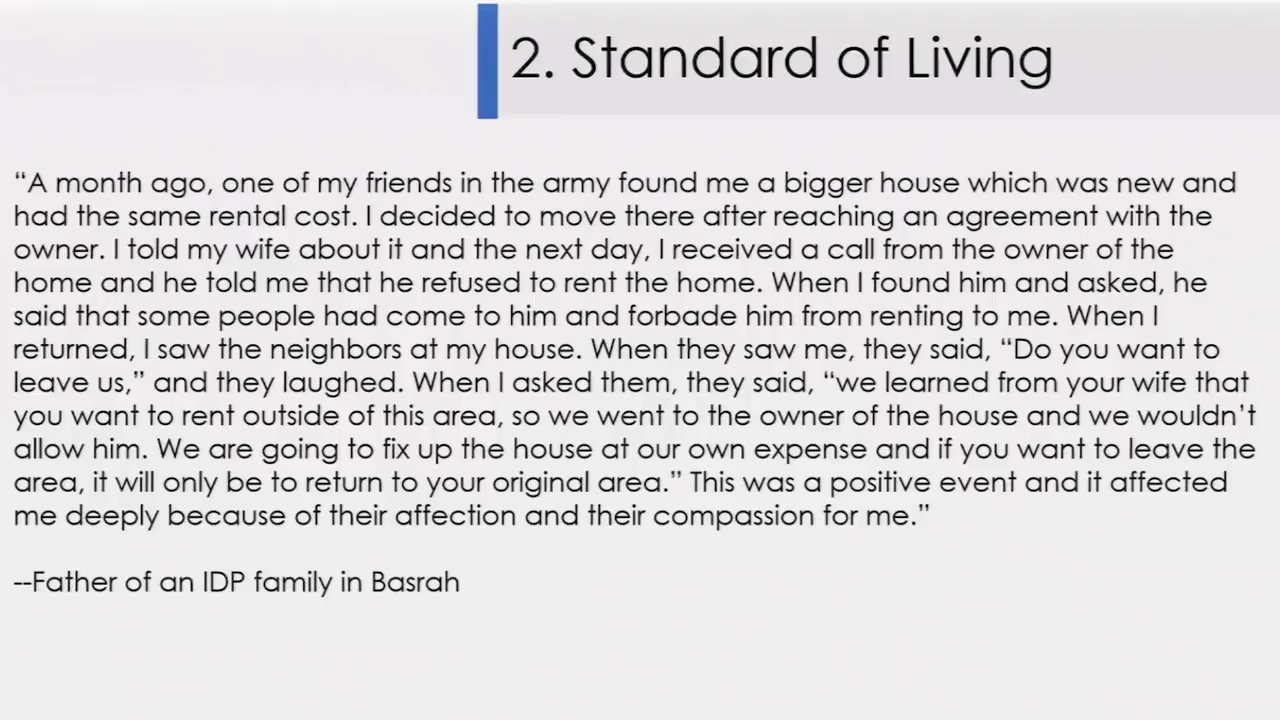 2. Standard of Living
“A month ago, one of my friends in the army found me a bigger house which was new and
had the same rental cost. I decided to move there after reaching an agreement with the
owner. I told my wife about it and the next day, I received a call from the owner of the
home and he told me that he refused to rent the home. When I found him and asked, he
said that some people had come to him and forbade him from renting to me. When I
returned, I saw the neighbors at my house. When they saw me, they said, “Do you want to
leave us,” and they laughed. When I asked them, they said, “we learned from your wife that
you want to rent outside of this area, so we went to the owner of the house and we wouldn’t
allow him. We are going to fix up the house at our own expense and if you want to leave the
area, it will only be to return to your original area.” This was a positive event and it affected
me deeply because of their affection and their compassion for me.”
--Father of an IDP family in Basrah